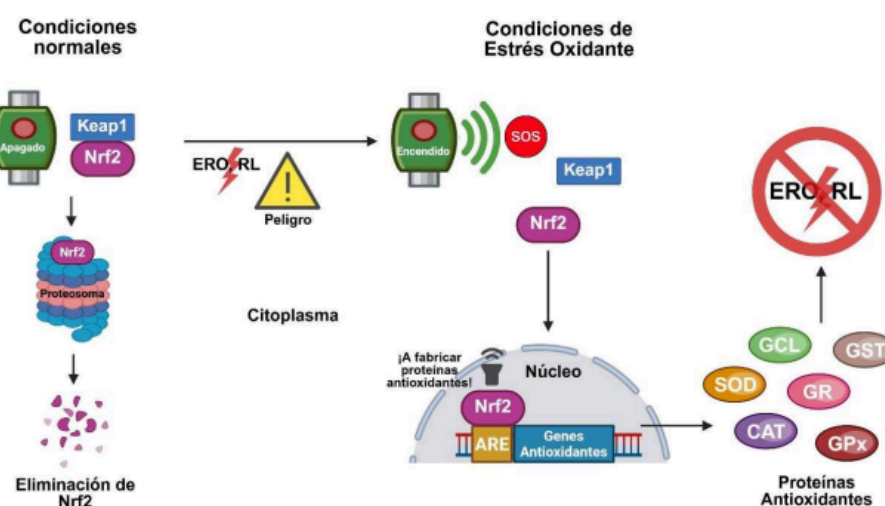 Condiciones
normales
Condiciones de
Estrés Oxidante
Apagado
Keap1
Nrf2
ERO RL
Peligro
Encendido
SOS
Keap1
Nrf2
ERO RL
Nrf2
Proteosoma
Citoplasma
¡A fabricar
proteínas
antioxidantes!
Núcleo
Nrf2
ARE
Genes
Antioxidantes
GCL
GST
SOD
GR
CAT
GPx
Eliminación de
Nrf2
Proteínas
Antioxidantes